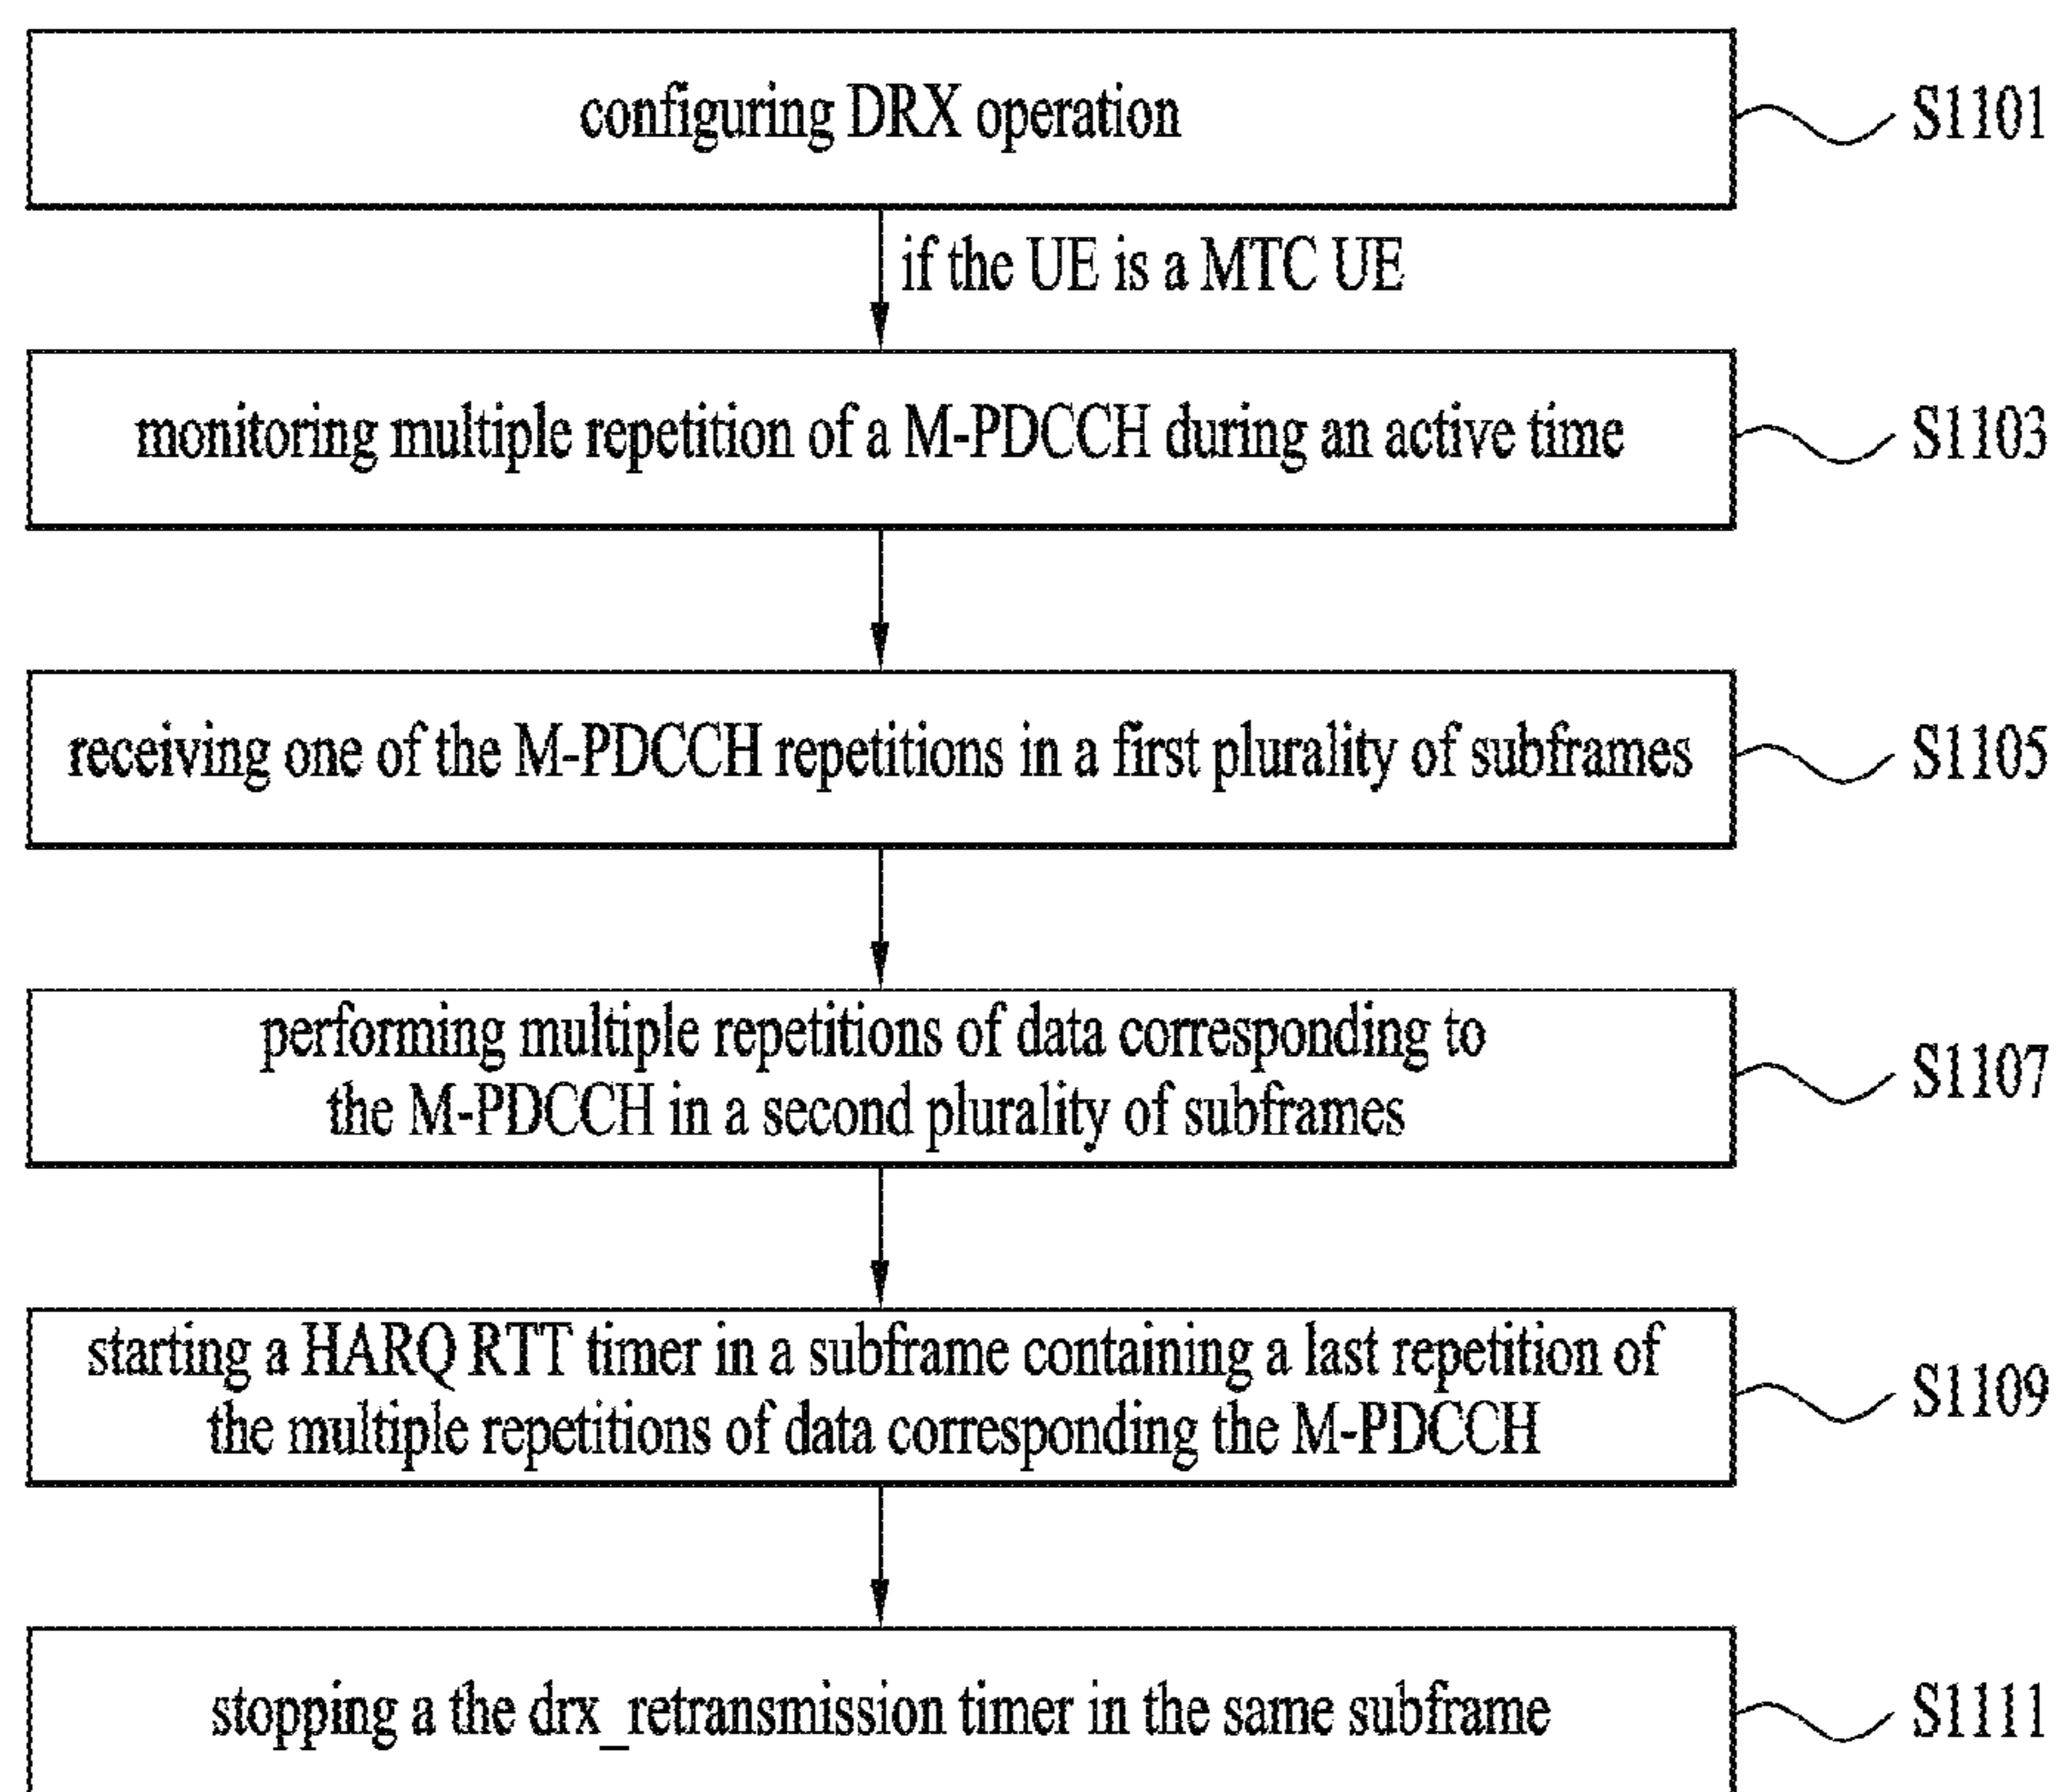 configuring DRX operation
S1101
if the UE is a MTC UE
monitoring multiple repetition of a M-PDCCH during an active time
S1103
receiving one of the M-PDCCH repetitions in a first plurality of subframes
S1105
performing multiple repetitions of data corresponding to
the M-PDCCH in a second plurality of subframes
S1107
starting a HARQ RTT timer in a subframe containing a last repetition of
the multiple repetitions of data corresponding the M-PDCCH
S1109
stopping a the drx_retransmission timer in the same subframe
S1111